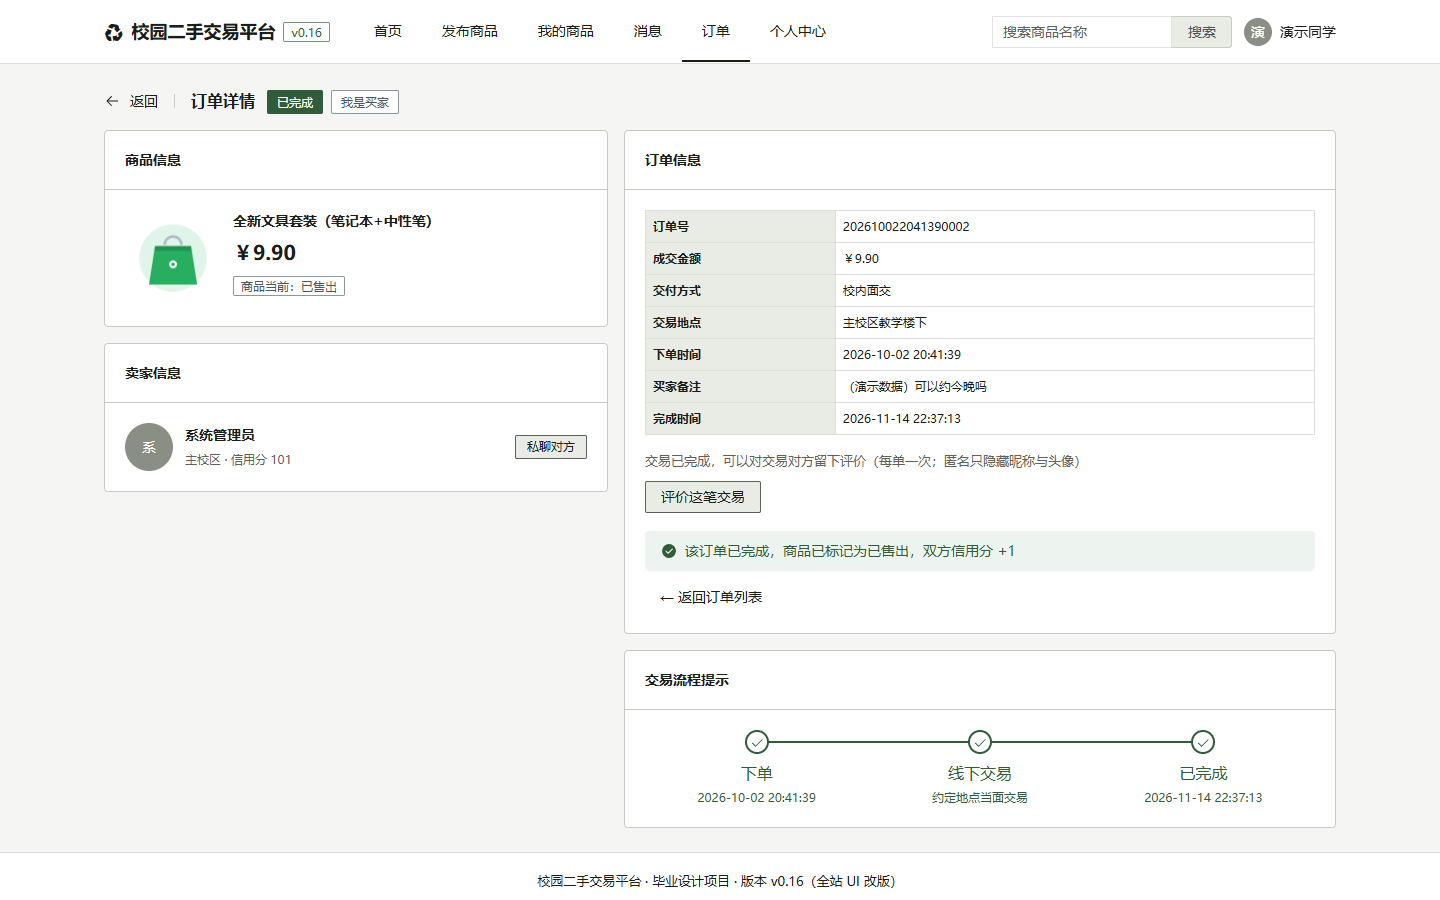 校园二手交易平台 v0.16 首页 发布商品 我的商品 消息 订单 个人中心 搜索商品名称 搜索 演 演示同学
返回 订单详情 已完成 我是买家
商品信息
全新文具套装（笔记本+中性笔）
￥9.90
商品当前：已售出
卖家信息
系
系统管理员
主校区 · 信用分 101
私聊对方
订单信息
订单号 202610022041390002
成交金额 ￥9.90
交付方式 校内面交
交易地点 主校区教学楼下
下单时间 2026-10-02 20:41:39
买家备注 （演示数据）可以约今晚吗
完成时间 2026-11-14 22:37:13
交易已完成，可以对交易对方留下评价（每单一次；匿名只隐藏昵称与头像）
评价这笔交易
该订单已完成，商品已标记为已售出，双方信用分 +1
← 返回订单列表
交易流程提示
下单 线下交易 已完成
2026-10-02 20:41:39 约定地点当面交易 2026-11-14 22:37:13
校园二手交易平台 · 毕业设计项目 · 版本 v0.16（全站 UI 改版）